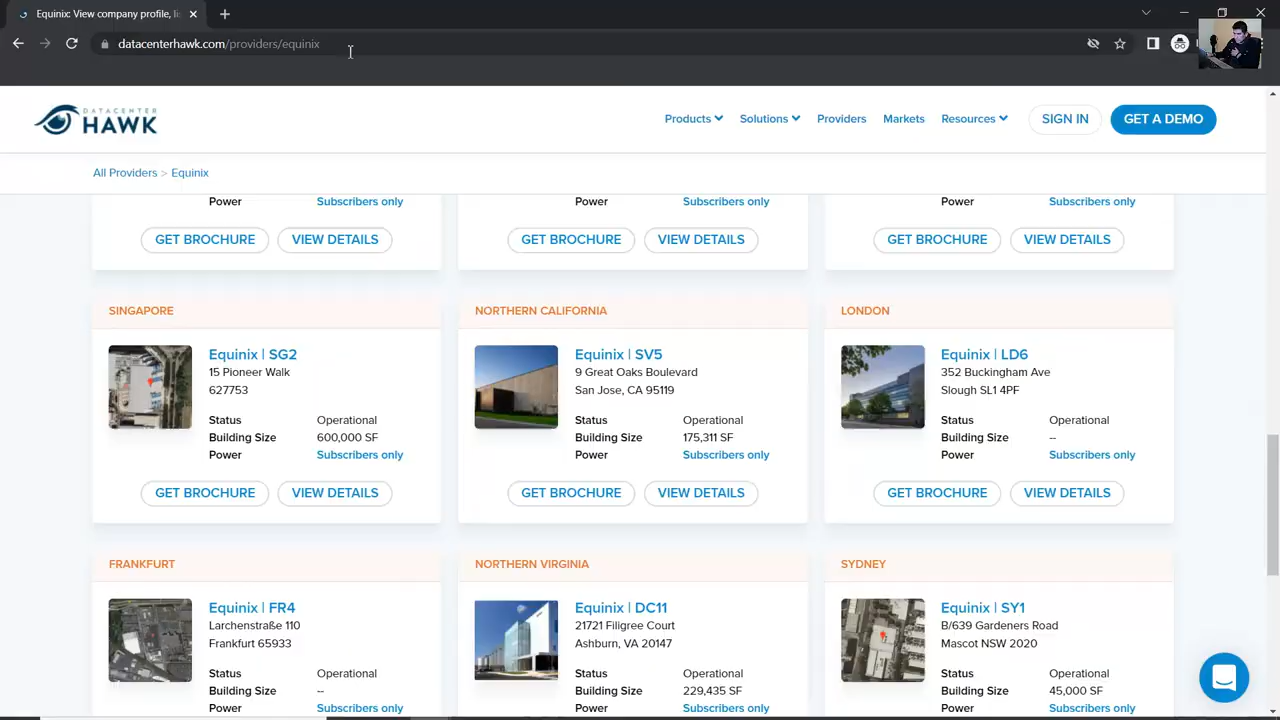 Equinix: View company profile, li
datacenterhawk.com/providers/equinix
DATACENTER
HAWK
Products
Solutions
Providers
Markets
Resources
SIGN IN
GET A DEMO
All Providers > Equinix
Power Subscribers only
GET BROCHURE VIEW DETAILS
Power Subscribers only
GET BROCHURE VIEW DETAILS
Power Subscribers only
GET BROCHURE VIEW DETAILS
SINGAPORE
Equinix | SG2
15 Pioneer Walk
627753
Status Operational
Building Size 600,000 SF
Power Subscribers only
GET BROCHURE VIEW DETAILS
NORTHERN CALIFORNIA
Equinix | SV5
9 Great Oaks Boulevard
San Jose, CA 95119
Status Operational
Building Size 175,311 SF
Power Subscribers only
GET BROCHURE VIEW DETAILS
LONDON
Equinix | LD6
352 Buckingham Ave
Slough SL1 4PF
Status Operational
Building Size --
Power Subscribers only
GET BROCHURE VIEW DETAILS
FRANKFURT
Equinix | FR4
Larchenstraße 110
Frankfurt 65933
Status Operational
Building Size --
Power Subscribers only
NORTHERN VIRGINIA
Equinix | DC11
21721 Filigree Court
Ashburn, VA 20147
Status Operational
Building Size 229,435 SF
Power Subscribers only
SYDNEY
Equinix | SY1
B/639 Gardeners Road
Mascot NSW 2020
Status Operational
Building Size 45,000 SF
Power Subscribers only